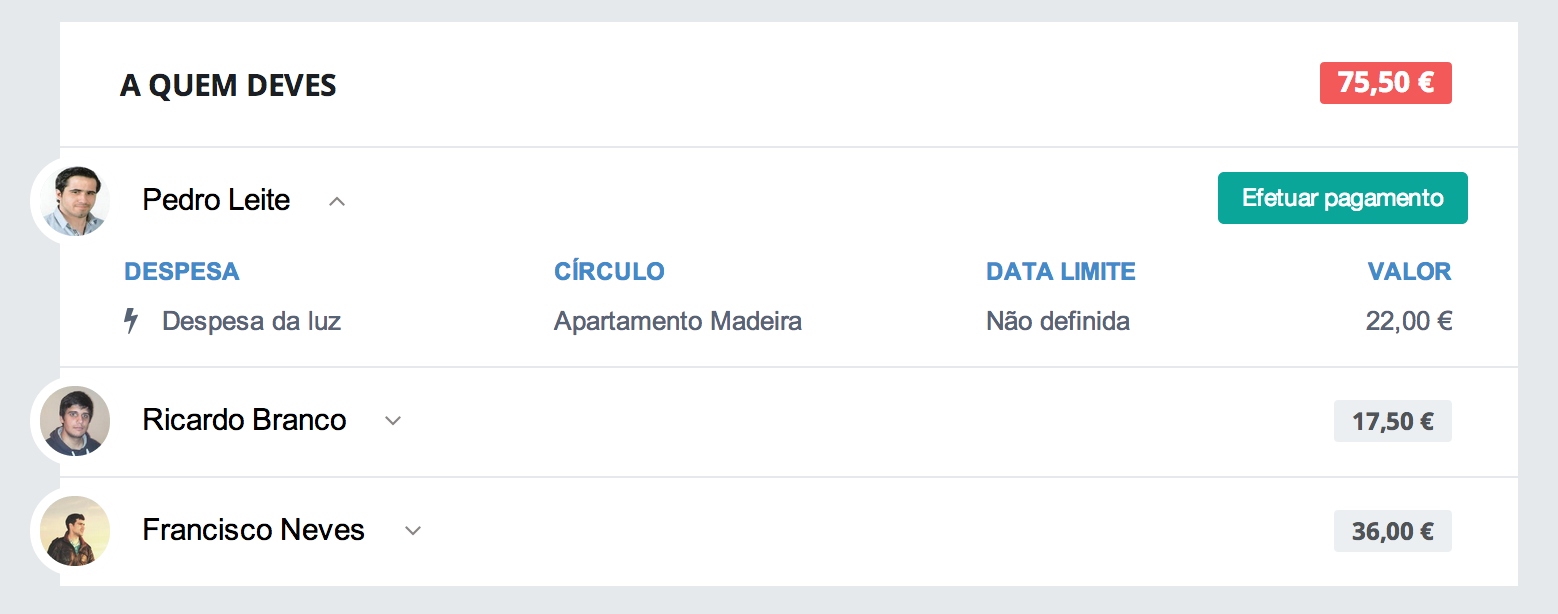 A QUEM DEVES 75,50 €
Pedro Leite Efetuar pagamento
DESPESA CÍRCULO DATA LIMITE VALOR
Despesa da luz Apartamento Madeira Não definida 22,00 €
Ricardo Branco 17,50 €
Francisco Neves 36,00 €